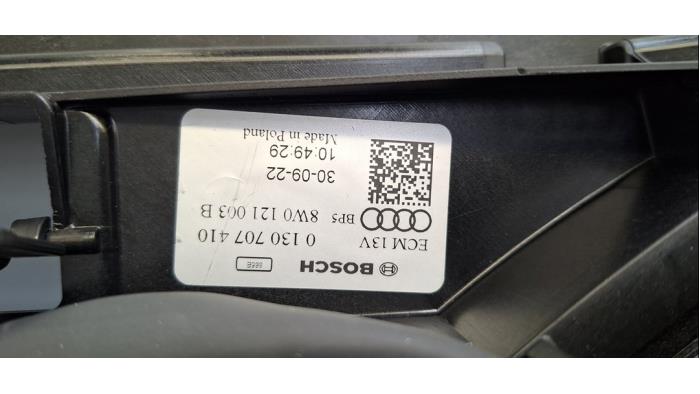 BOSCH 865B
ECM 13V 0 130 707 410
BP5 8W0 121 003 B
30-09-22
10:49:29
Made in Poland